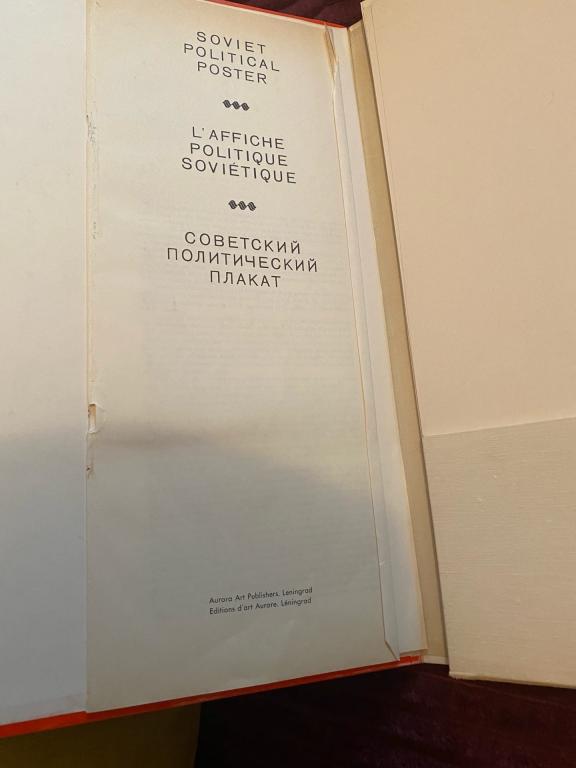 SOVIET
POLITICAL
POSTER
L'AFFICHE
POLITIQUE
SOVIÉTIQUE
СОВЕТСКИЙ
ПОЛИТИЧЕСКИЙ
ПЛАКАТ
Aurora Art Publishers. Leningrad
Editions d'art Aurore. Léningrad